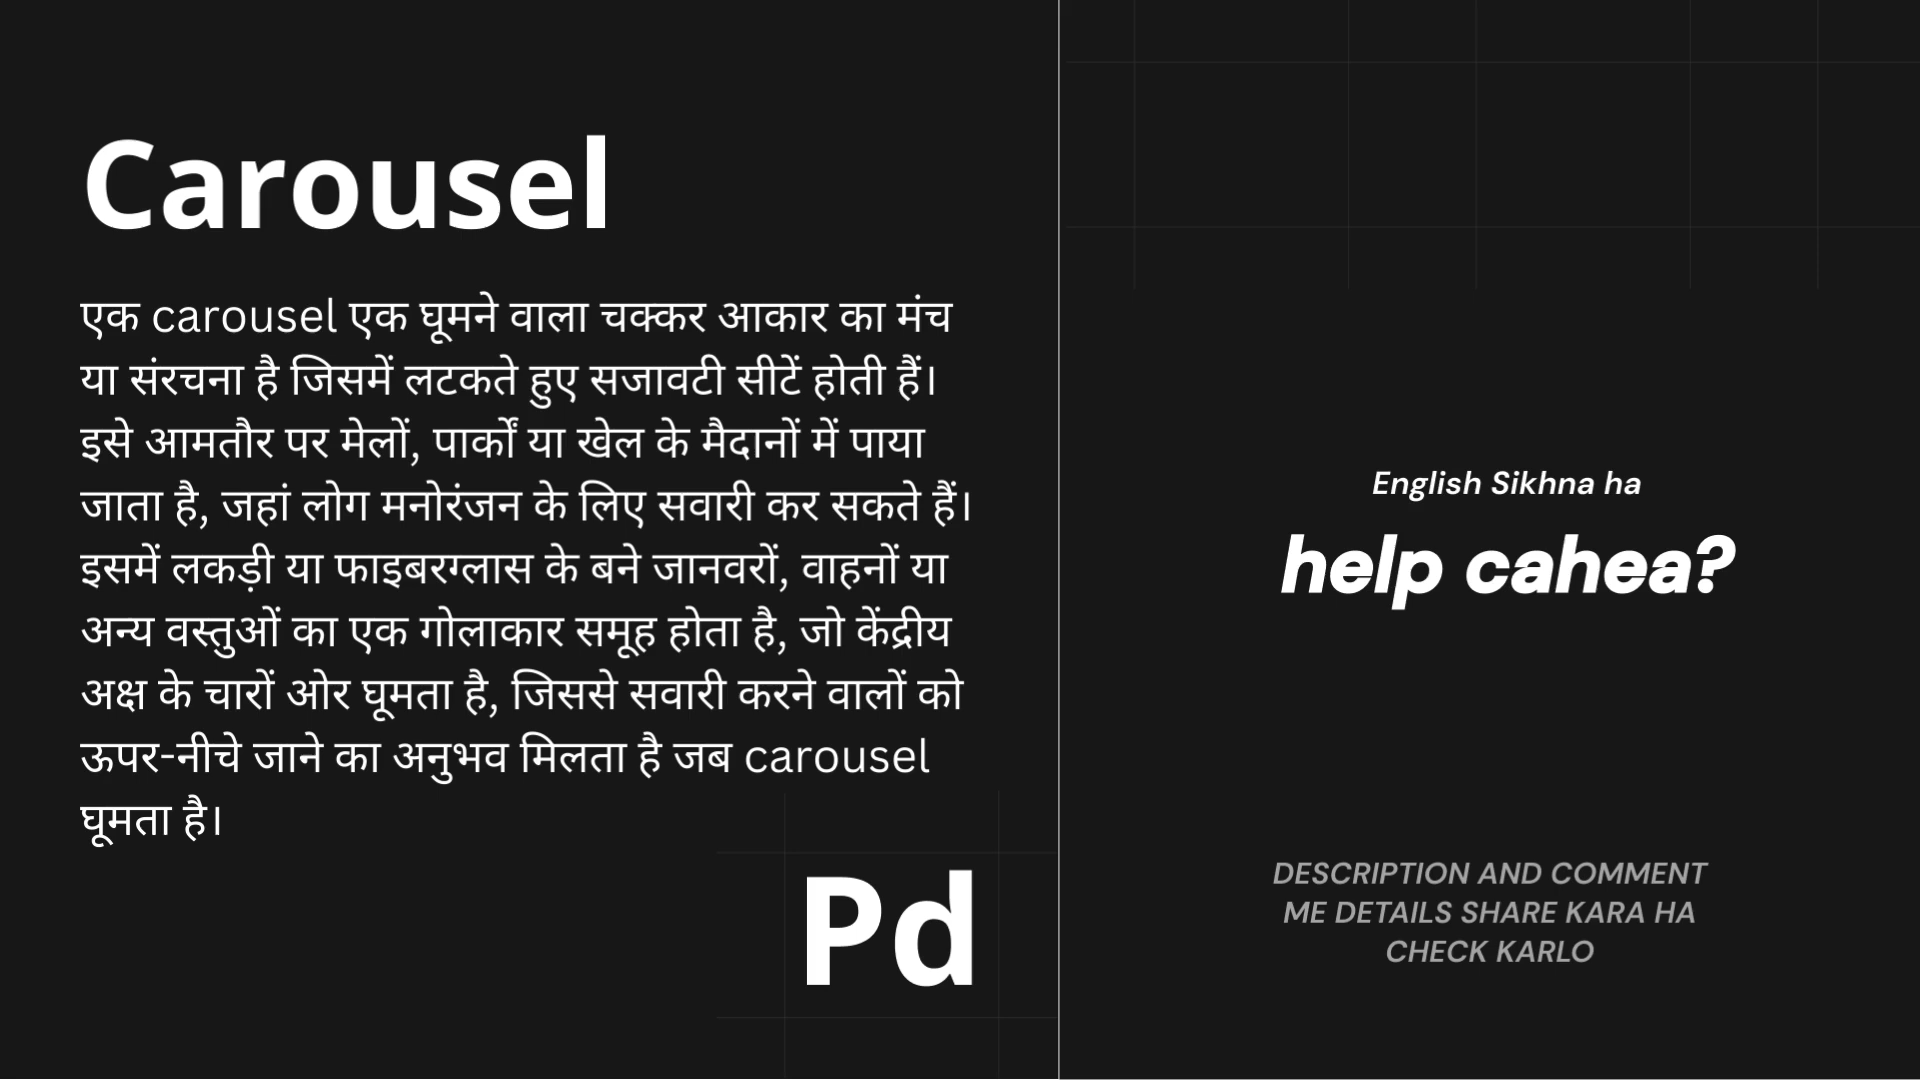 Carousel
एक carousel एक घूमने वाला चक्कर आकार का मंच
या संरचना है जिसमें लटकते हुए सजावटी सीटें होती हैं।
इसे आमतौर पर मेलों, पार्कों या खेल के मैदानों में पाया
जाता है, जहां लोग मनोरंजन के लिए सवारी कर सकते हैं।
इसमें लकड़ी या फाइबरग्लास के बने जानवरों, वाहनों या
अन्य वस्तुओं का एक गोलाकार समूह होता है, जो केंद्रीय
अक्ष के चारों ओर घूमता है, जिससे सवारी करने वालों को
ऊपर-नीचे जाने का अनुभव मिलता है जब carousel
घूमता है।
Pd
English Sikhna ha
help cahea?
DESCRIPTION AND COMMENT
ME DETAILS SHARE KARA HA
CHECK KARLO